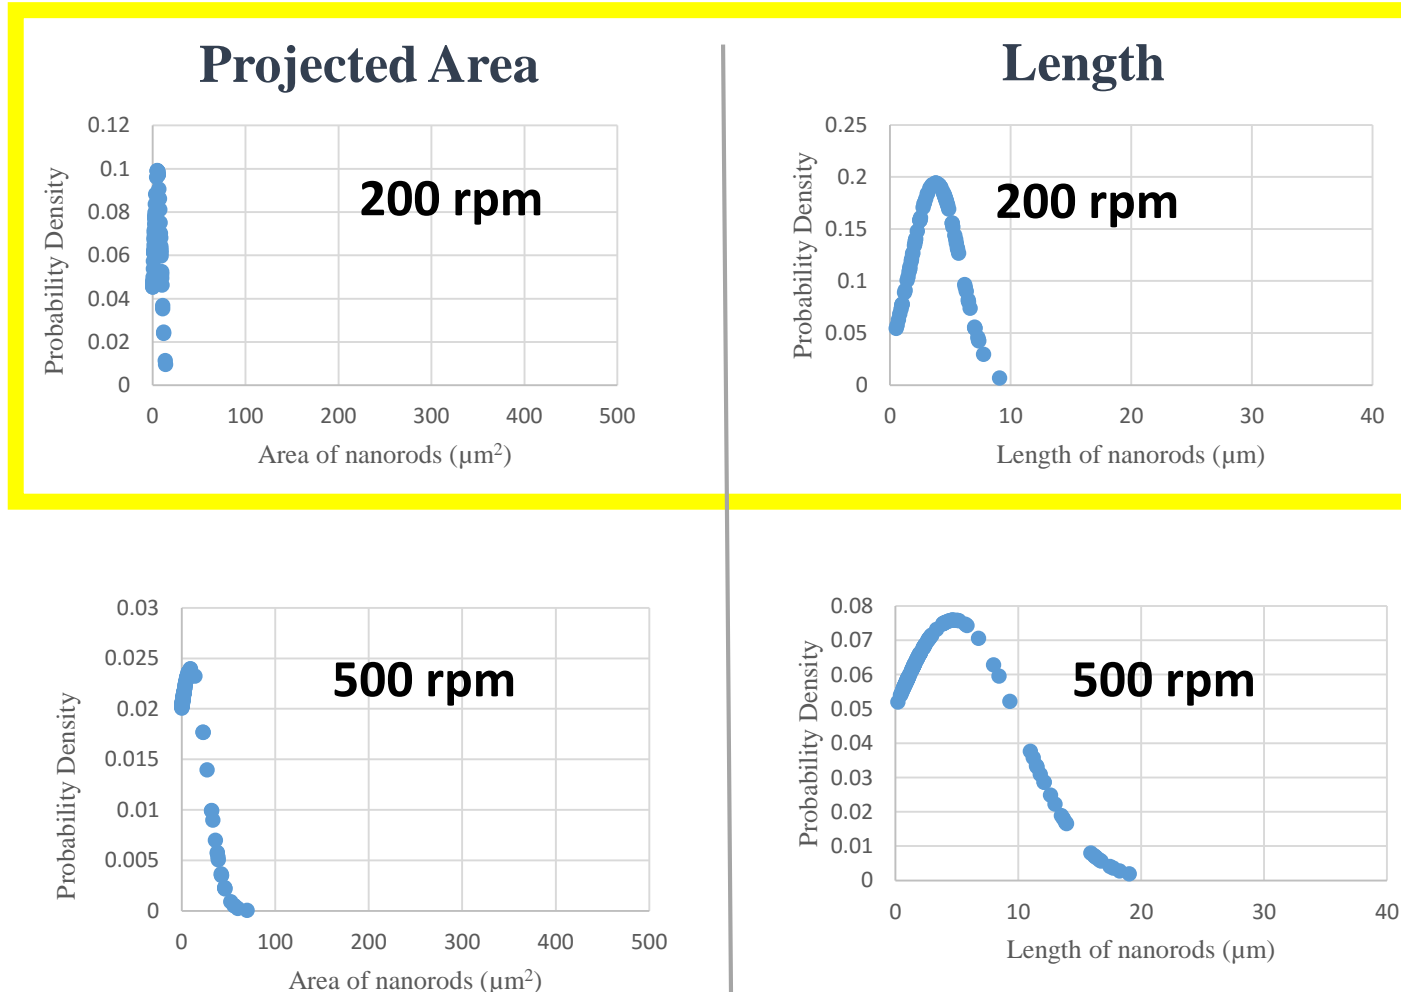 Projected Area
Length
0.12
0.1
0.08
0.06
0.04
0.02
0
Probability Density
200 rpm
0 100 200 300 400 500
Area of nanorods (µm²)
0.25
0.2
0.15
0.1
0.05
0
Probability Density
200 rpm
0 10 20 30 40
Length of nanorods (µm)
0.03
0.025
0.02
0.015
0.01
0.005
0
Probability Density
500 rpm
0 100 200 300 400 500
Area of nanorods (µm²)
0.08
0.07
0.06
0.05
0.04
0.03
0.02
0.01
0
Probability Density
500 rpm
0 10 20 30 40
Length of nanorods (µm)